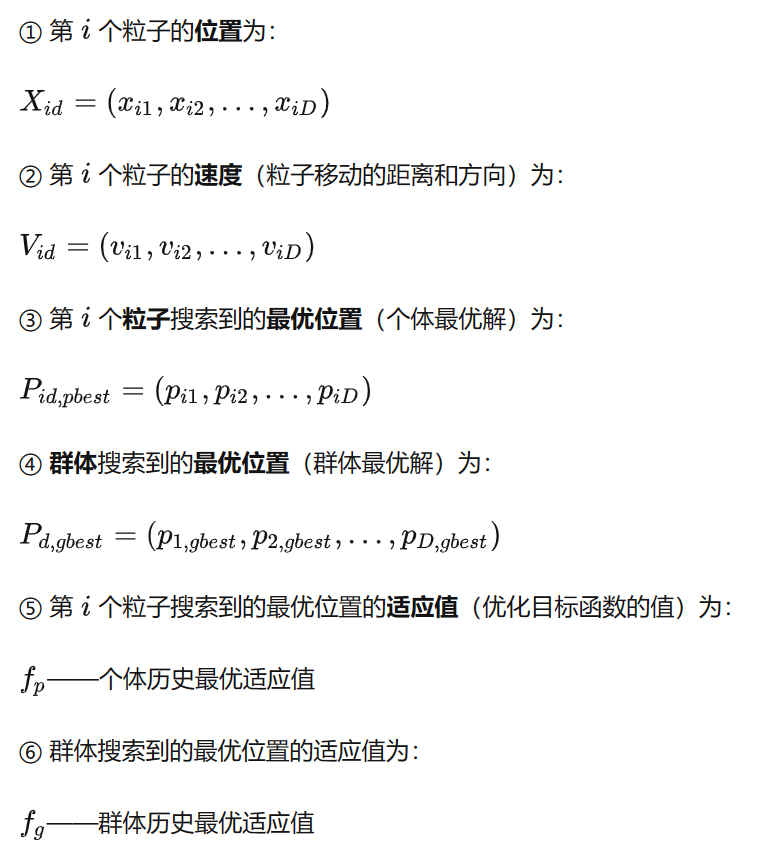 ① 第 i 个粒子的位置为：
X_{id} = (x_{i1}, x_{i2}, ..., x_{iD})
② 第 i 个粒子的速度（粒子移动的距离和方向）为：
V_{id} = (v_{i1}, v_{i2}, ..., v_{iD})
③ 第 i 个粒子搜索到的最优位置（个体最优解）为：
P_{id,pbest} = (p_{i1}, p_{i2}, ..., p_{iD})
④ 群体搜索到的最优位置（群体最优解）为：
P_{d,gbest} = (p_{1,gbest}, p_{2,gbest}, ..., p_{D,gbest})
⑤ 第 i 个粒子搜索到的最优位置的适应值（优化目标函数的值）为：
f_p——个体历史最优适应值
⑥ 群体搜索到的最优位置的适应值为：
f_g——群体历史最优适应值